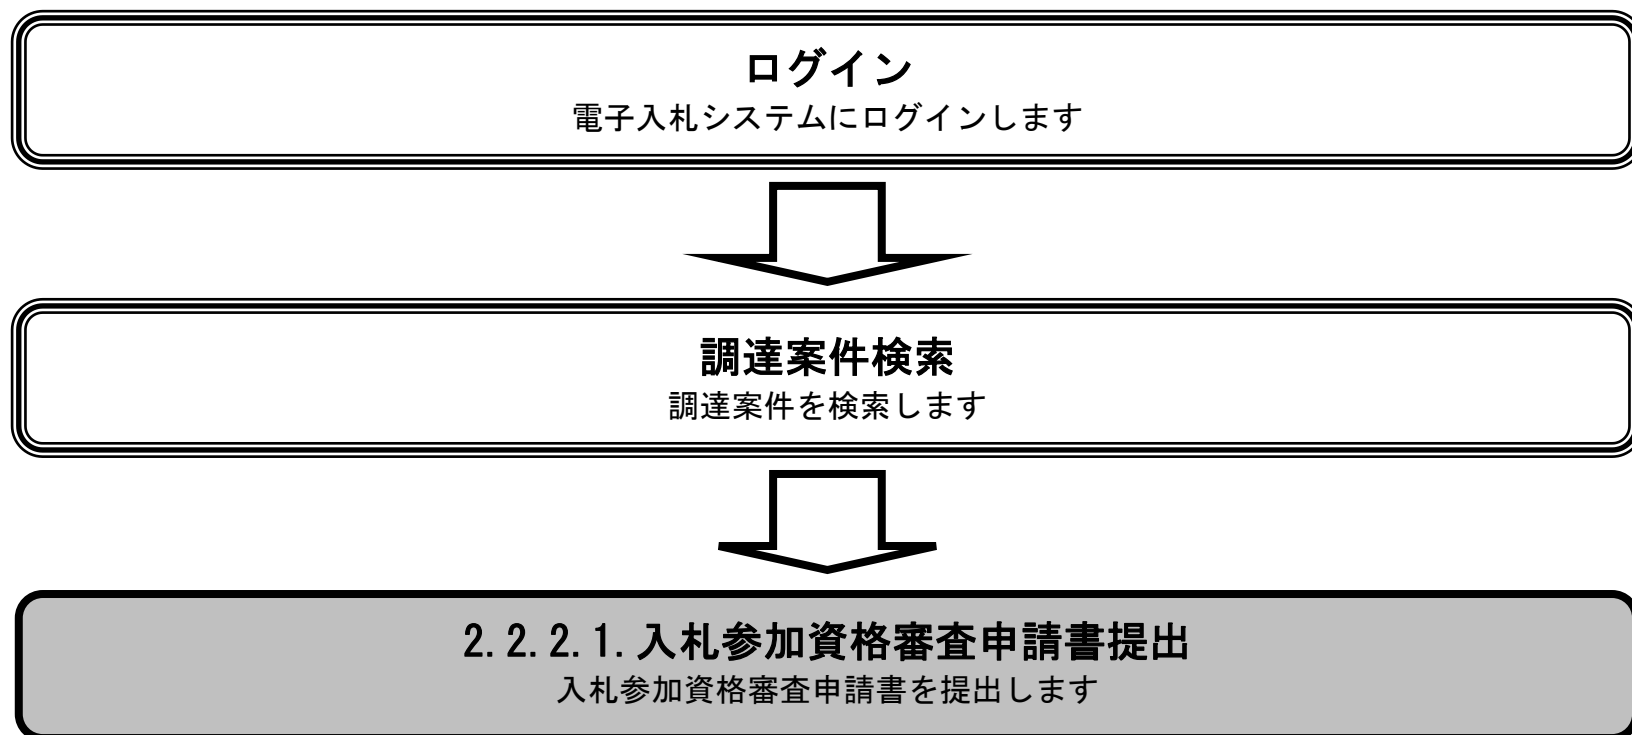 ログイン
電子入札システムにログインします
調達案件検索
調達案件を検索します
2.2.2.1.入札参加資格審査申請書提出
入札参加資格審査申請書を提出します